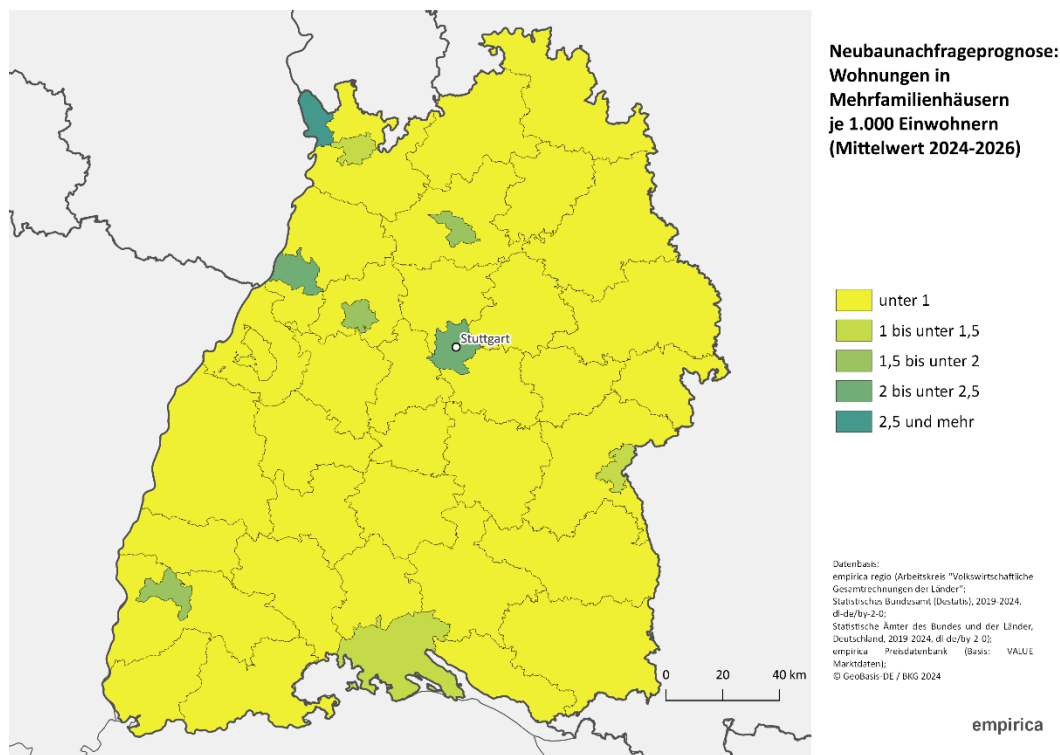 Neubaunachfrageprognose:
Wohnungen in
Mehrfamilienhäusern
je 1.000 Einwohnern
(Mittelwert 2024-2026)
Stuttgart
unter 1
1 bis unter 1,5
1,5 bis unter 2
2 bis unter 2,5
2,5 und mehr
Datenbasis:
empirica regio (Arbeitskreis "Volkswirtschaftliche
Gesamtrechnungen der Länder";
Statistisches Bundesamt (Destatis), 2019-2024,
dl-de/by-2-0;
Statistische Ämter des Bundes und der Länder,
Deutschland, 2019-2024, dl-de/by-2-0);
empirica Preisdatenbank (Basis: VALUE
Marktdaten);
© GeoBasis-DE / BKG 2024
0 20 40 km
empirica